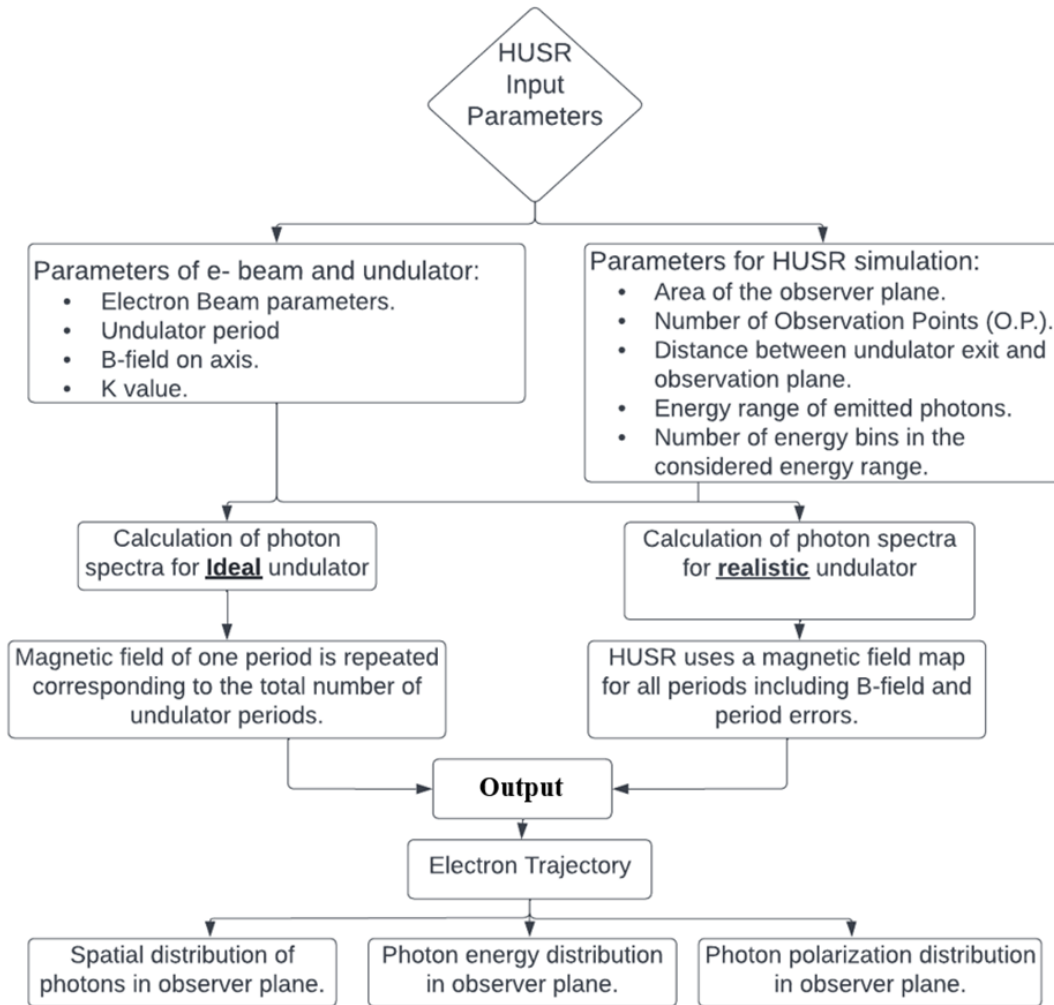 HUSR
Input
Parameters
Parameters of e- beam and undulator:
• Electron Beam parameters.
• Undulator period
• B-field on axis.
• K value.
Parameters for HUSR simulation:
• Area of the observer plane.
• Number of Observation Points (O.P.).
• Distance between undulator exit and
observation plane.
• Energy range of emitted photons.
• Number of energy bins in the
considered energy range.
Calculation of photon
spectra for Ideal undulator
Calculation of photon spectra
for realistic undulator
Magnetic field of one period is repeated
corresponding to the total number of
undulator periods.
HUSR uses a magnetic field map
for all periods including B-field and
period errors.
Output
Electron Trajectory
Spatial distribution of
photons in observer plane.
Photon energy distribution
in observer plane.
Photon polarization distribution
in observer plane.